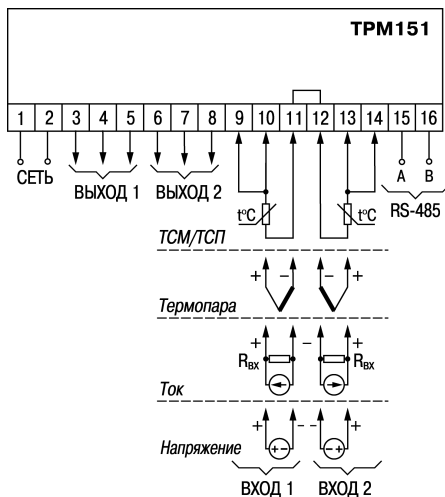 ТРМ151
1 2 3 4 5 6 7 8 9 10 11 12 13 14 15 16
СЕТЬ
ВЫХОД 1
ВЫХОД 2
A B
RS-485
t°C t°C
ТСМ/ТСП
+ - - +
Термопара
+ - +
Rвх Rвх
Ток
+ + - - - + +
Напряжение
ВХОД 1 ВХОД 2